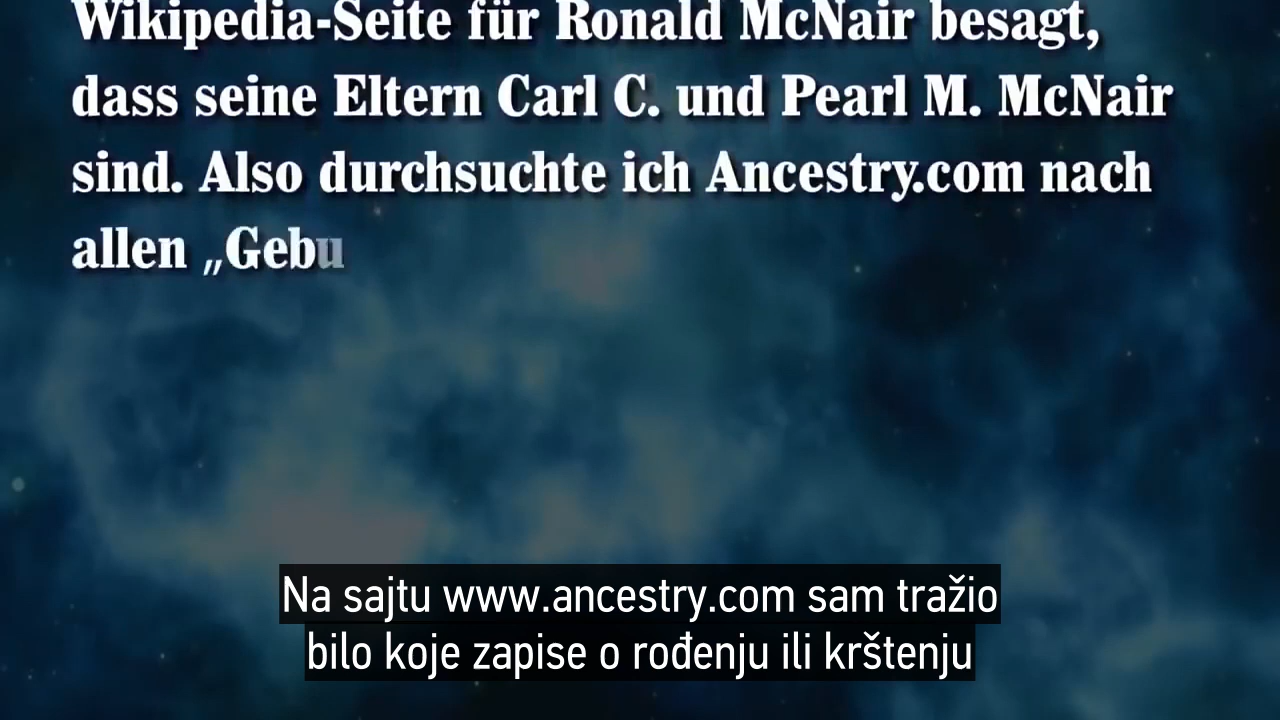 Wikipedia-Seite für Ronald McNair besagt,
dass seine Eltern Carl C. und Pearl M. McNair
sind. Also durchsuchte ich Ancestry.com nach
allen „Gebu
Na sajtu www.ancestry.com sam tražio
bilo koje zapise o rođenju ili krštenju